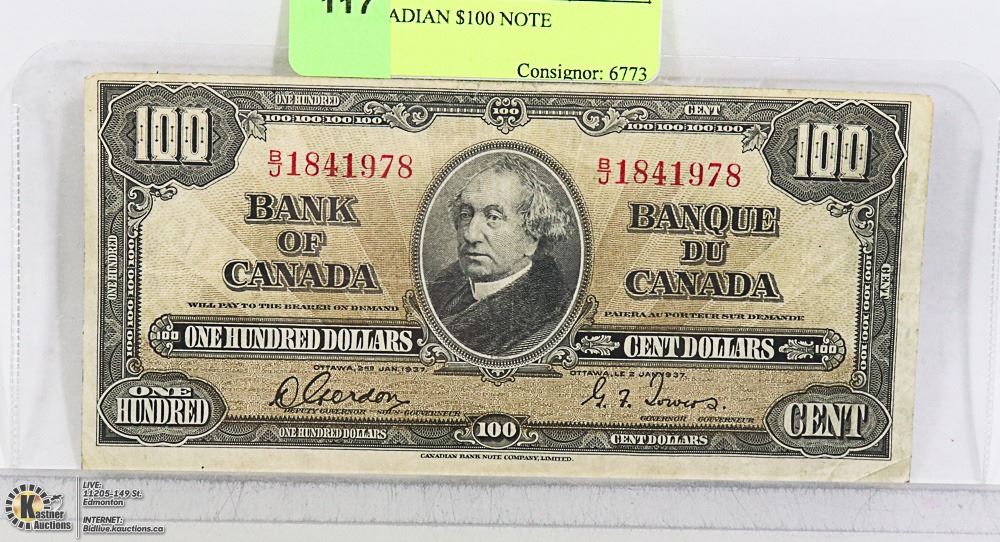 117
ADIAN $100 NOTE
Consignor: 6773
ONE HUNDRED 100 CENT
100 100 100 100 100 100 100 100
100 100
B/J 1841978 B/J 1841978
BANK BANQUE
OF DU
CANADA CANADA
ONE HUNDRED CENT
WILL PAY TO THE BEARER ON DEMAND PAIERA AU PORTEUR SUR DEMANDE
100 ONE HUNDRED DOLLARS CENT DOLLARS 100
OTTAWA, 2ND JAN. 1937 OTTAWA, LE 2 JANV. 1937.
D Gordon G. F. Towers.
DEPUTY GOVERNOR SOUS-GOUVERNEUR GOVERNOR GOUVERNEUR
ONE HUNDRED CENT
ONE HUNDRED DOLLARS 100 CENT DOLLARS
CANADIAN BANK NOTE COMPANY, LIMITED.
Kastner Auctions
LIVE:
11205-149 St.
Edmonton
INTERNET:
Bidlive.kauctions.ca